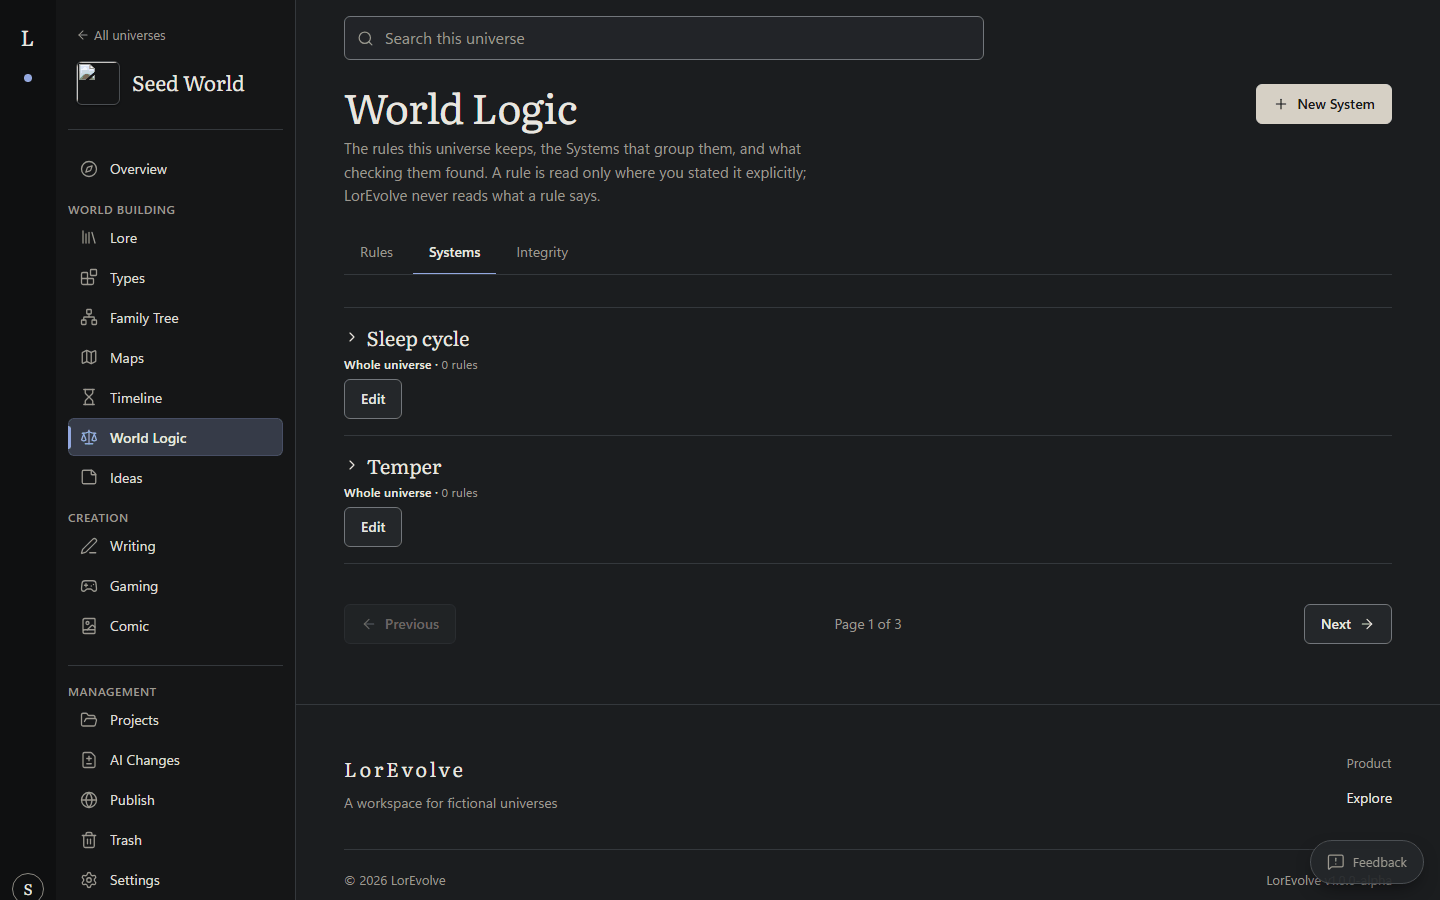 L
All universes
Seed World
Overview
WORLD BUILDING
Lore
Types
Family Tree
Maps
Timeline
World Logic
Ideas
CREATION
Writing
Gaming
Comic
MANAGEMENT
Projects
AI Changes
Publish
Trash
Settings
S
Search this universe
World Logic
New System
The rules this universe keeps, the Systems that group them, and what
checking them found. A rule is read only where you stated it explicitly;
LorEvolve never reads what a rule says.
Rules Systems Integrity
Sleep cycle
Whole universe · 0 rules
Edit
Temper
Whole universe · 0 rules
Edit
Previous Page 1 of 3 Next
LorEvolve
A workspace for fictional universes
Product
Explore
Feedback
© 2026 LorEvolve
LorEvolve v1.0.0-alpha